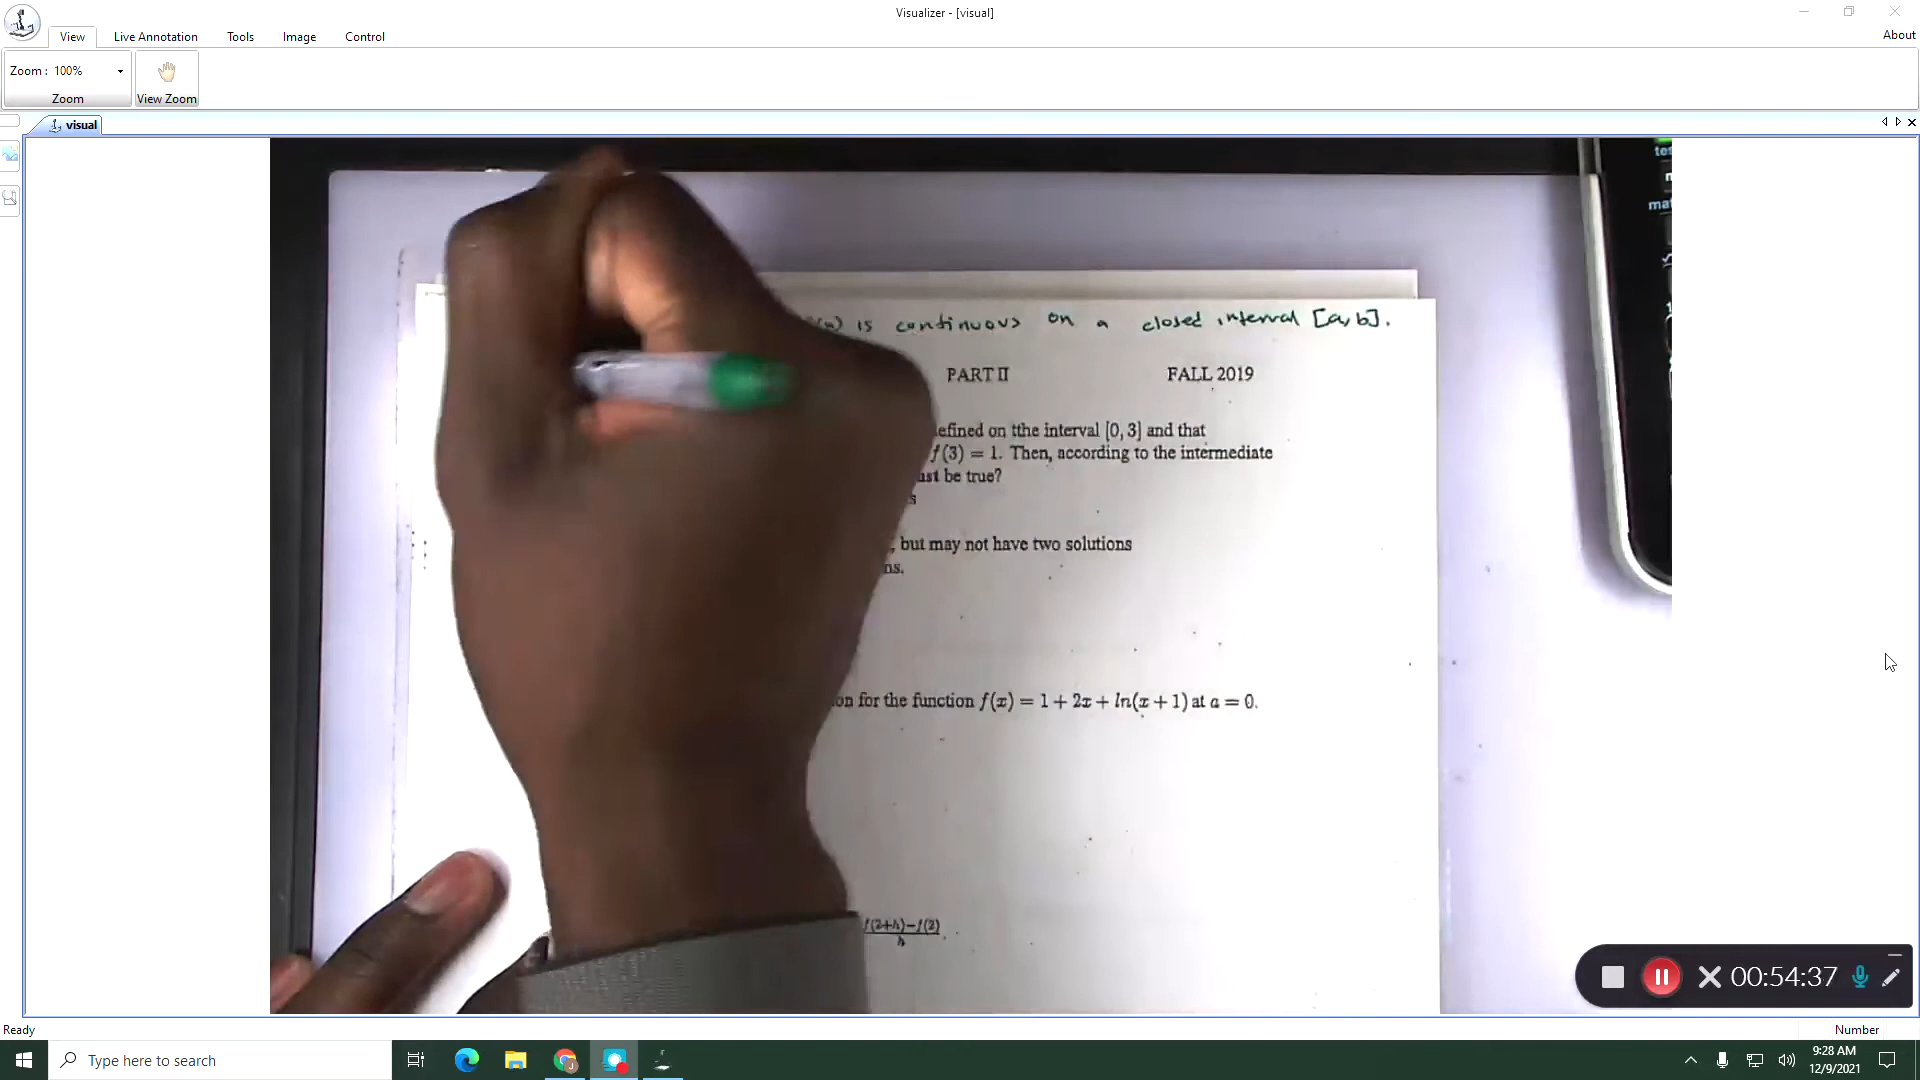 Visualizer - [visual]
View Live Annotation Tools Image Control About
Zoom : 100%
Zoom View Zoom
visual
is continuous on a closed interval [a,b].
PART II FALL 2019
efined on tthe interval [0, 3] and that
f(3) = 1. Then, according to the intermediate
ust be true?
s
, but may not have two solutions
ns.
on for the function f(x) = 1 + 2x + ln(x + 1) at a = 0.
f(2+h)−f(2)
h
00:54:37
Ready Number
Type here to search
9:28 AM
12/9/2021